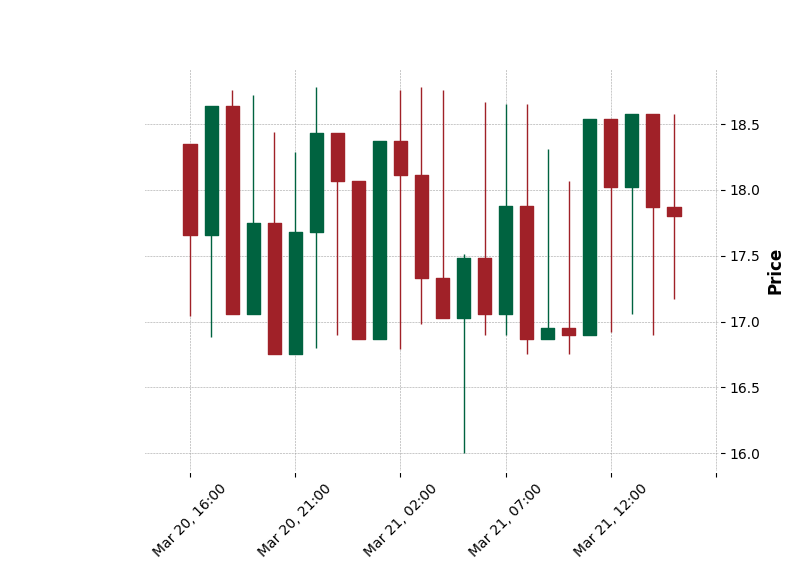 18.5
18.0
17.5
17.0
16.5
16.0
Price
Mar 20, 16:00
Mar 20, 21:00
Mar 21, 02:00
Mar 21, 07:00
Mar 21, 12:00